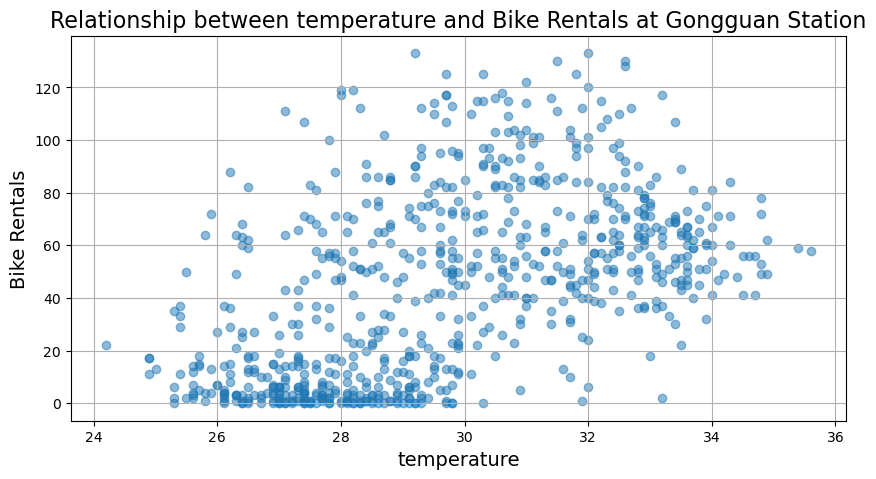 Relationship between temperature and Bike Rentals at Gongguan Station
Bike Rentals
120
100
80
60
40
20
0
24 26 28 30 32 34 36
temperature